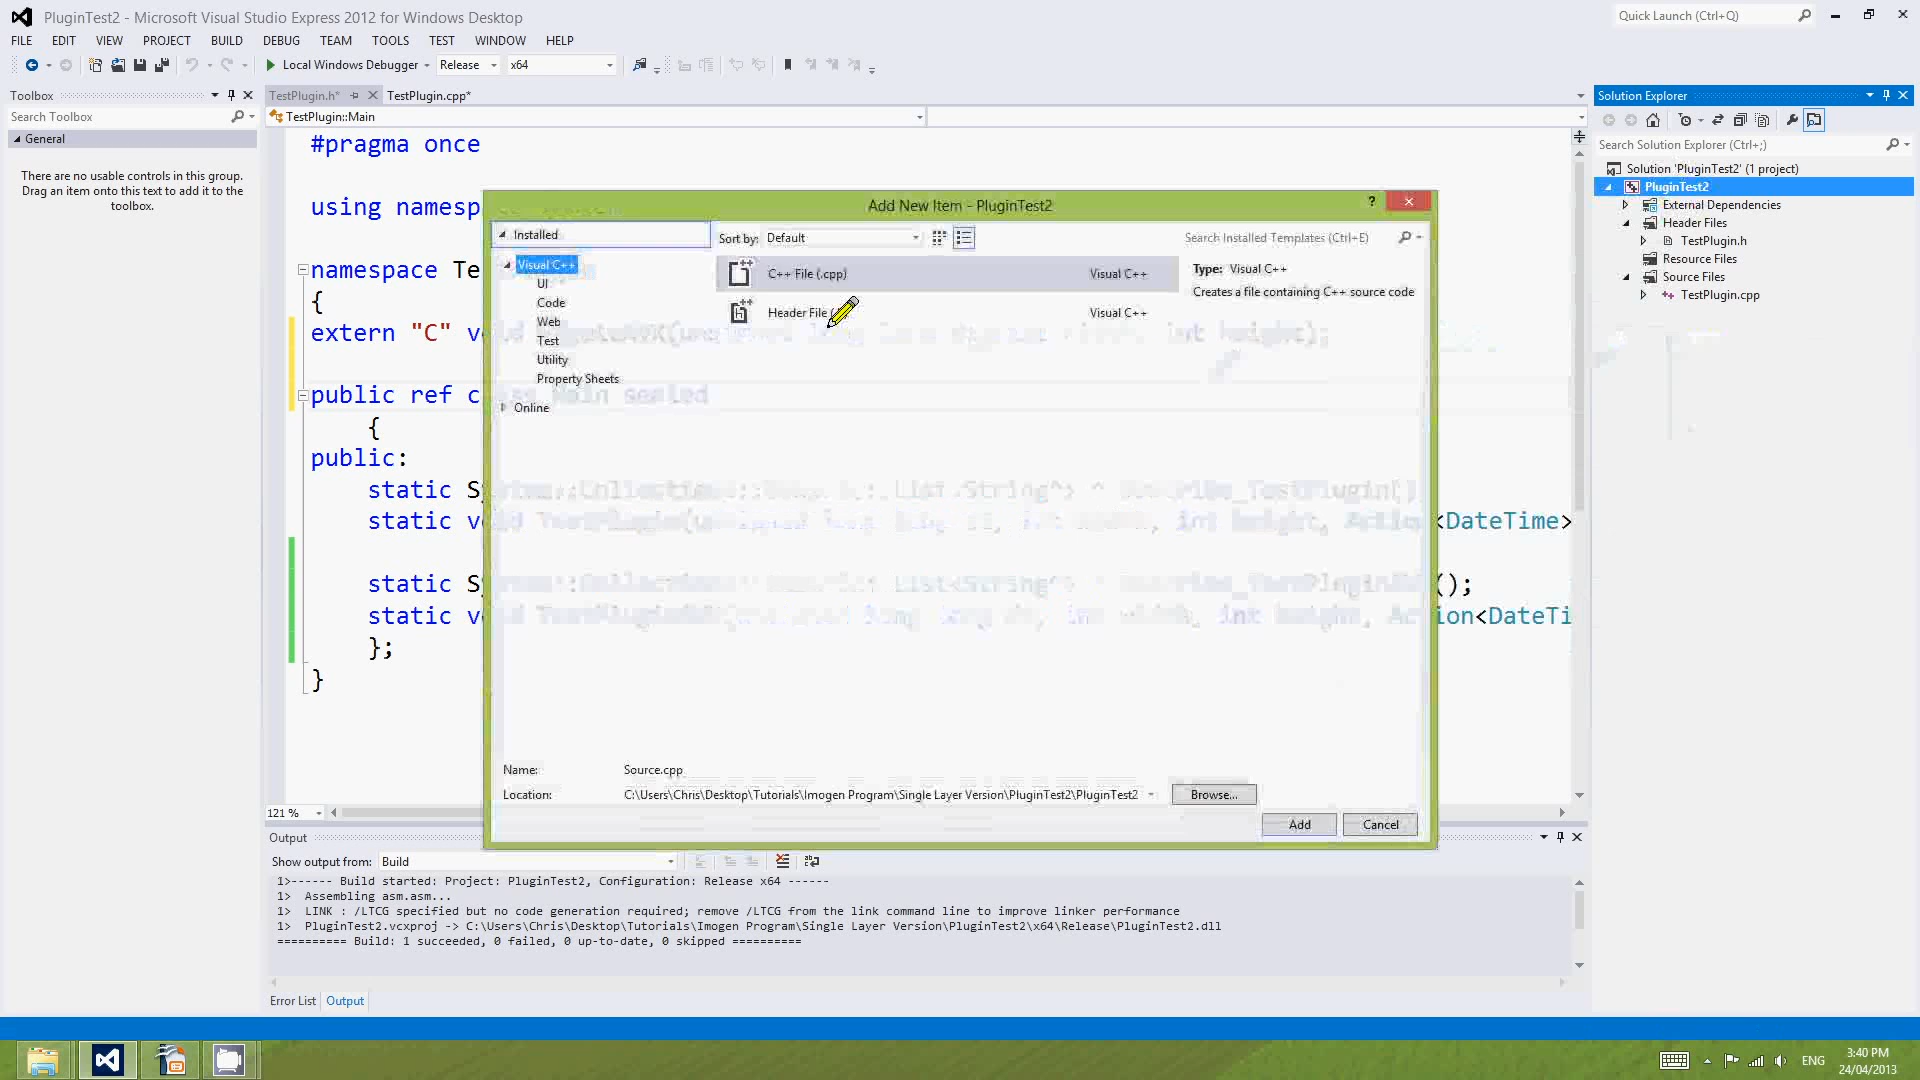 PluginTest2 - Microsoft Visual Studio Express 2012 for Windows Desktop
Quick Launch (Ctrl+Q)
FILE EDIT VIEW PROJECT BUILD DEBUG TEAM TOOLS TEST WINDOW HELP
Local Windows Debugger Release x64
Toolbox
Search Toolbox
General
There are no usable controls in this group.
Drag an item onto this text to add it to the
toolbox.
TestPlugin.h* TestPlugin.cpp*
TestPlugin::Main
#pragma once
using namesp
namespace Te
{
extern "C" v
int height);
public ref c Main sealed
{
public:
static S
static v <DateTime>
static S ();
static v ion<DateTi
};
}
Add New Item - PluginTest2
Installed
Visual C++
UI
Code
Web
Test
Utility
Property Sheets
Online
Sort by: Default
Search Installed Templates (Ctrl+E)
C++ File (.cpp) Visual C++
Header File Visual C++
Type: Visual C++
Creates a file containing C++ source code
Name: Source.cpp
Location: C:\Users\Chris\Desktop\Tutorials\Imogen Program\Single Layer Version\PluginTest2\PluginTest2
Browse...
Add Cancel
121 %
Output
Show output from: Build
1>------ Build started: Project: PluginTest2, Configuration: Release x64 ------
1> Assembling asm.asm...
1> LINK : /LTCG specified but no code generation required; remove /LTCG from the link command line to improve linker performance
1> PluginTest2.vcxproj -> C:\Users\Chris\Desktop\Tutorials\Imogen Program\Single Layer Version\PluginTest2\x64\Release\PluginTest2.dll
========== Build: 1 succeeded, 0 failed, 0 up-to-date, 0 skipped ==========
Error List Output
Solution Explorer
Search Solution Explorer (Ctrl+;)
Solution 'PluginTest2' (1 project)
PluginTest2
External Dependencies
Header Files
TestPlugin.h
Resource Files
Source Files
TestPlugin.cpp
ENG
3:40 PM
24/04/2013